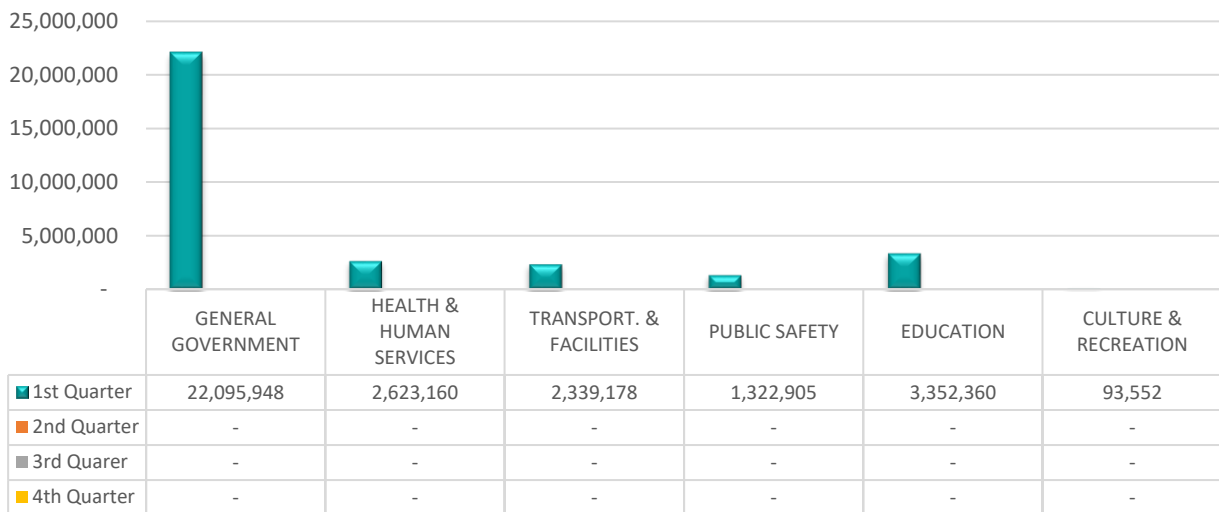 25,000,000
20,000,000
15,000,000
10,000,000
5,000,000
-
GENERAL
GOVERNMENT
HEALTH &
HUMAN
SERVICES
TRANSPORT. &
FACILITIES
PUBLIC SAFETY
EDUCATION
CULTURE &
RECREATION
1st Quarter 22,095,948 2,623,160 2,339,178 1,322,905 3,352,360 93,552
2nd Quarter - - - - - -
3rd Quarer - - - - - -
4th Quarter - - - - - -